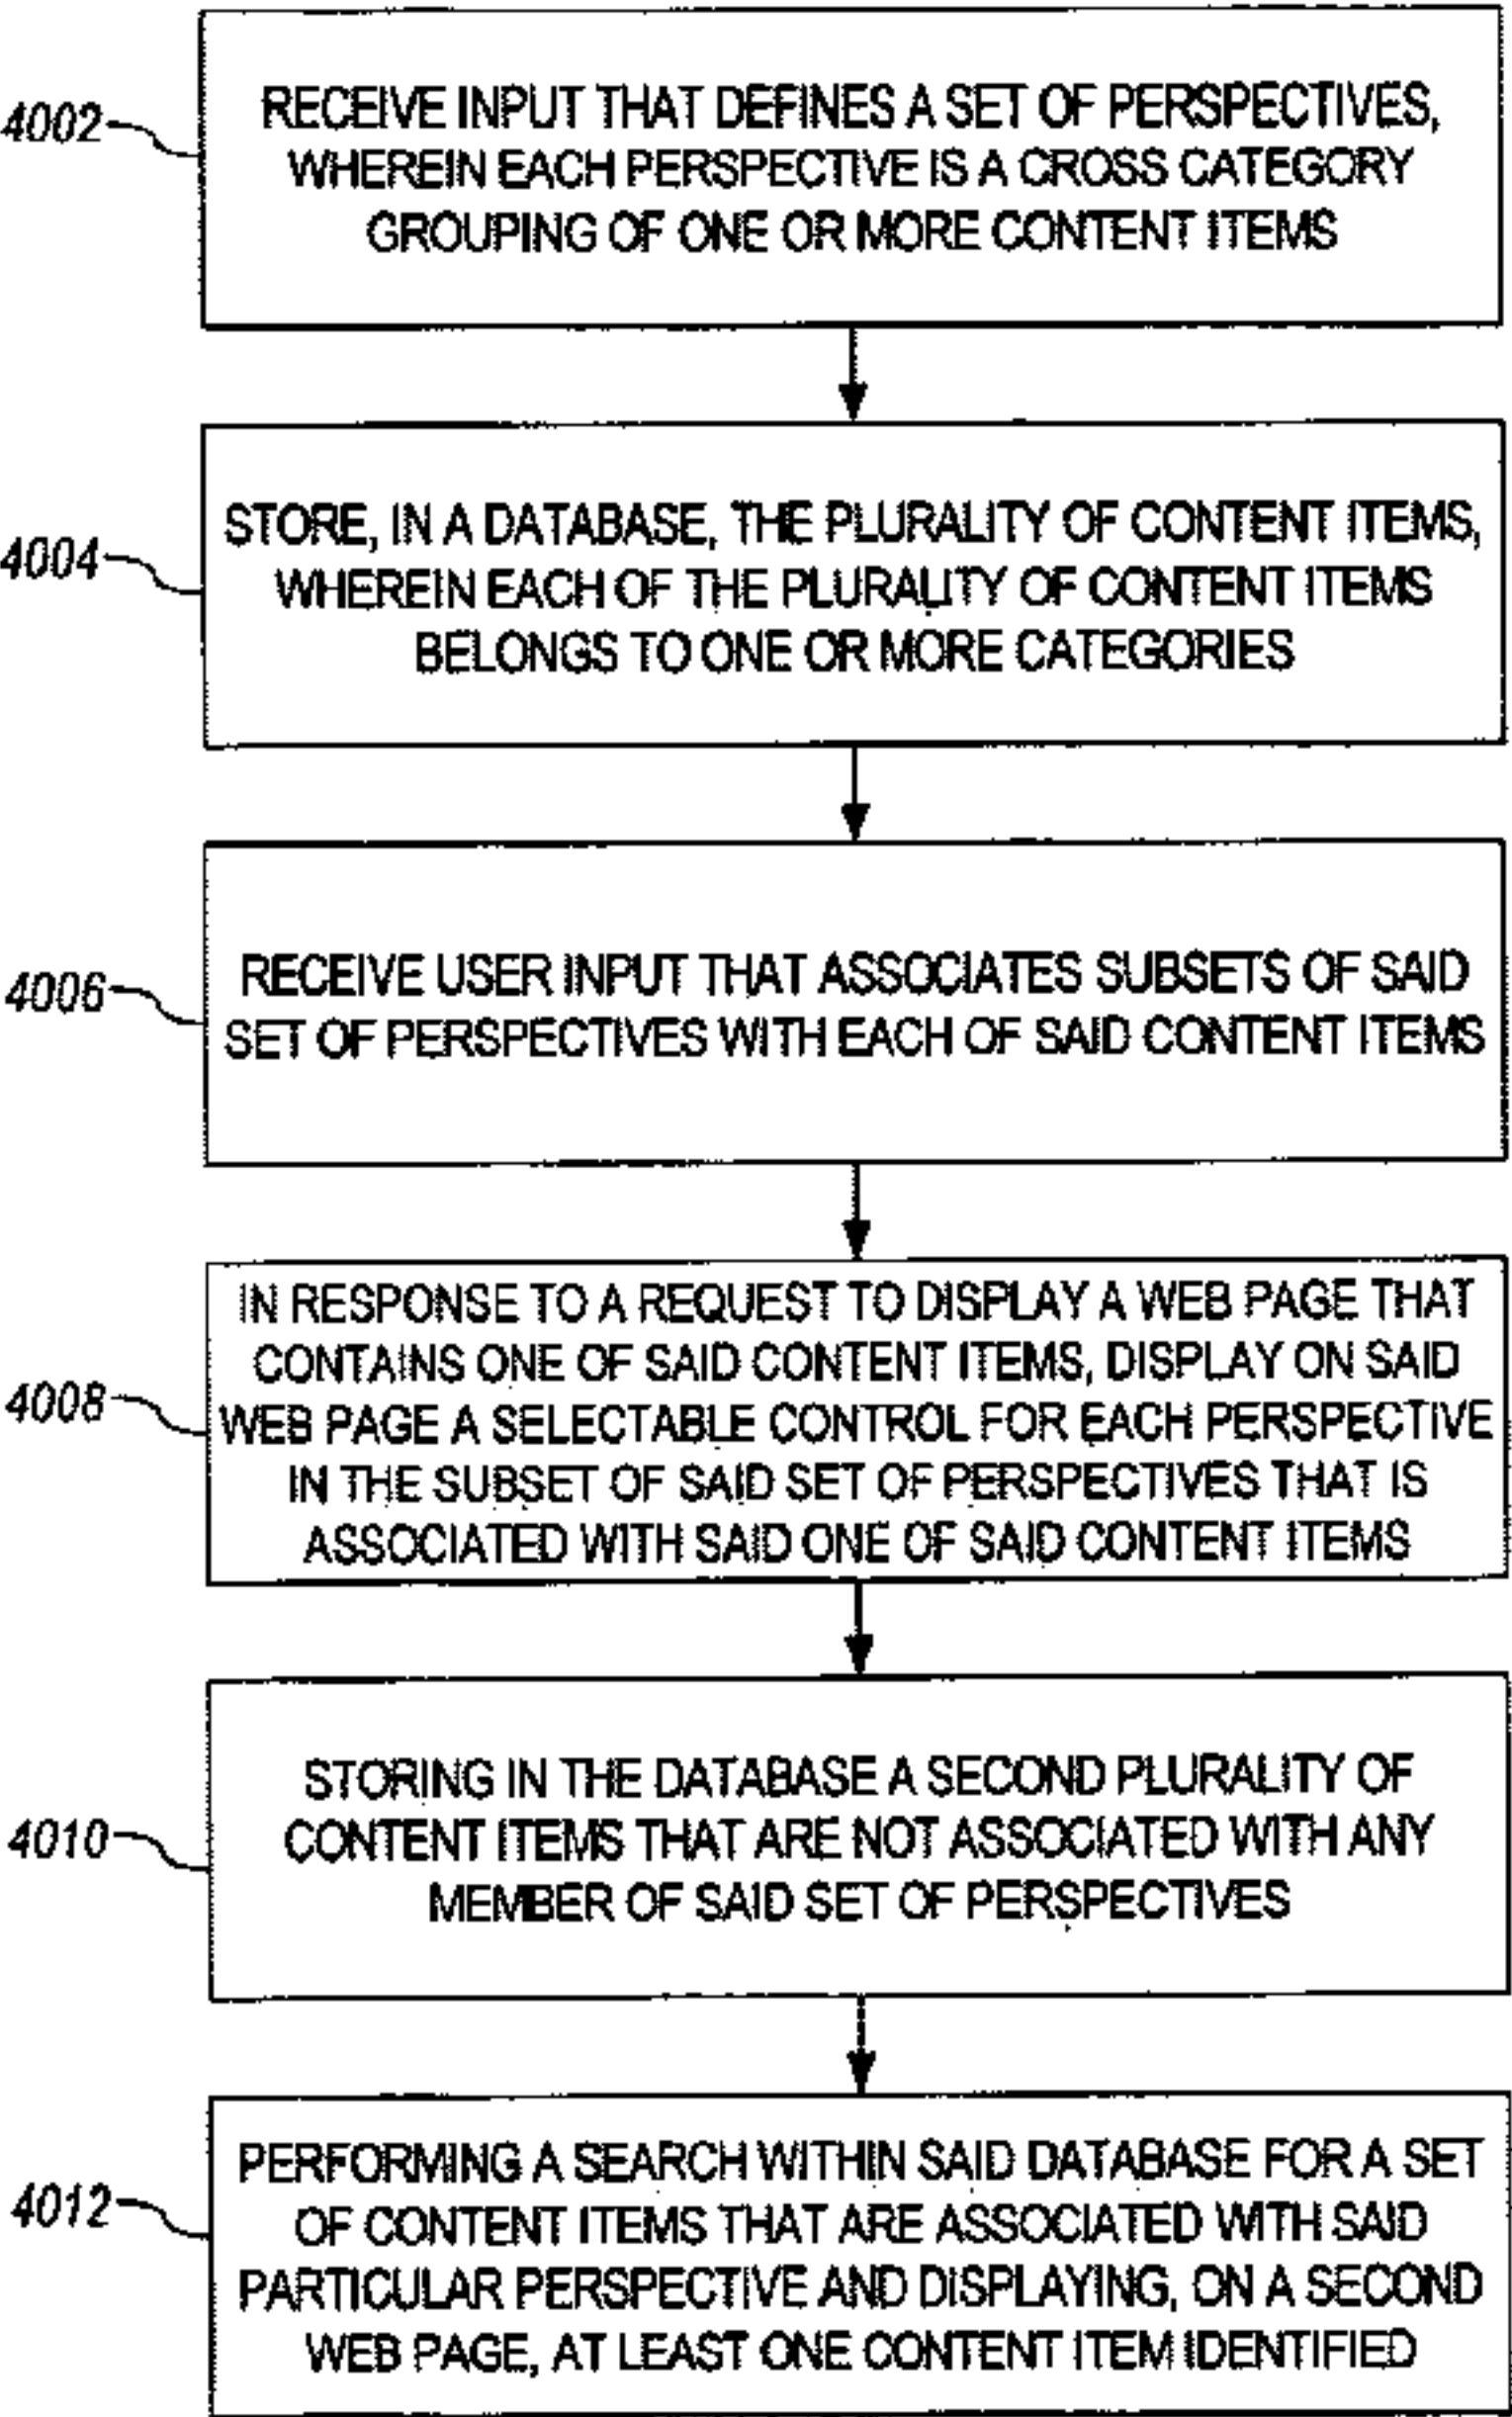 4002
RECEIVE INPUT THAT DEFINES A SET OF PERSPECTIVES,
WHEREIN EACH PERSPECTIVE IS A CROSS CATEGORY
GROUPING OF ONE OR MORE CONTENT ITEMS
4004
STORE, IN A DATABASE, THE PLURALITY OF CONTENT ITEMS,
WHEREIN EACH OF THE PLURALITY OF CONTENT ITEMS
BELONGS TO ONE OR MORE CATEGORIES
4006
RECEIVE USER INPUT THAT ASSOCIATES SUBSETS OF SAID
SET OF PERSPECTIVES WITH EACH OF SAID CONTENT ITEMS
4008
IN RESPONSE TO A REQUEST TO DISPLAY A WEB PAGE THAT
CONTAINS ONE OF SAID CONTENT ITEMS, DISPLAY ON SAID
WEB PAGE A SELECTABLE CONTROL FOR EACH PERSPECTIVE
IN THE SUBSET OF SAID SET OF PERSPECTIVES THAT IS
ASSOCIATED WITH SAID ONE OF SAID CONTENT ITEMS
4010
STORING IN THE DATABASE A SECOND PLURALITY OF
CONTENT ITEMS THAT ARE NOT ASSOCIATED WITH ANY
MEMBER OF SAID SET OF PERSPECTIVES
4012
PERFORMING A SEARCH WITHIN SAID DATABASE FOR A SET
OF CONTENT ITEMS THAT ARE ASSOCIATED WITH SAID
PARTICULAR PERSPECTIVE AND DISPLAYING, ON A SECOND
WEB PAGE, AT LEAST ONE CONTENT ITEM IDENTIFIED